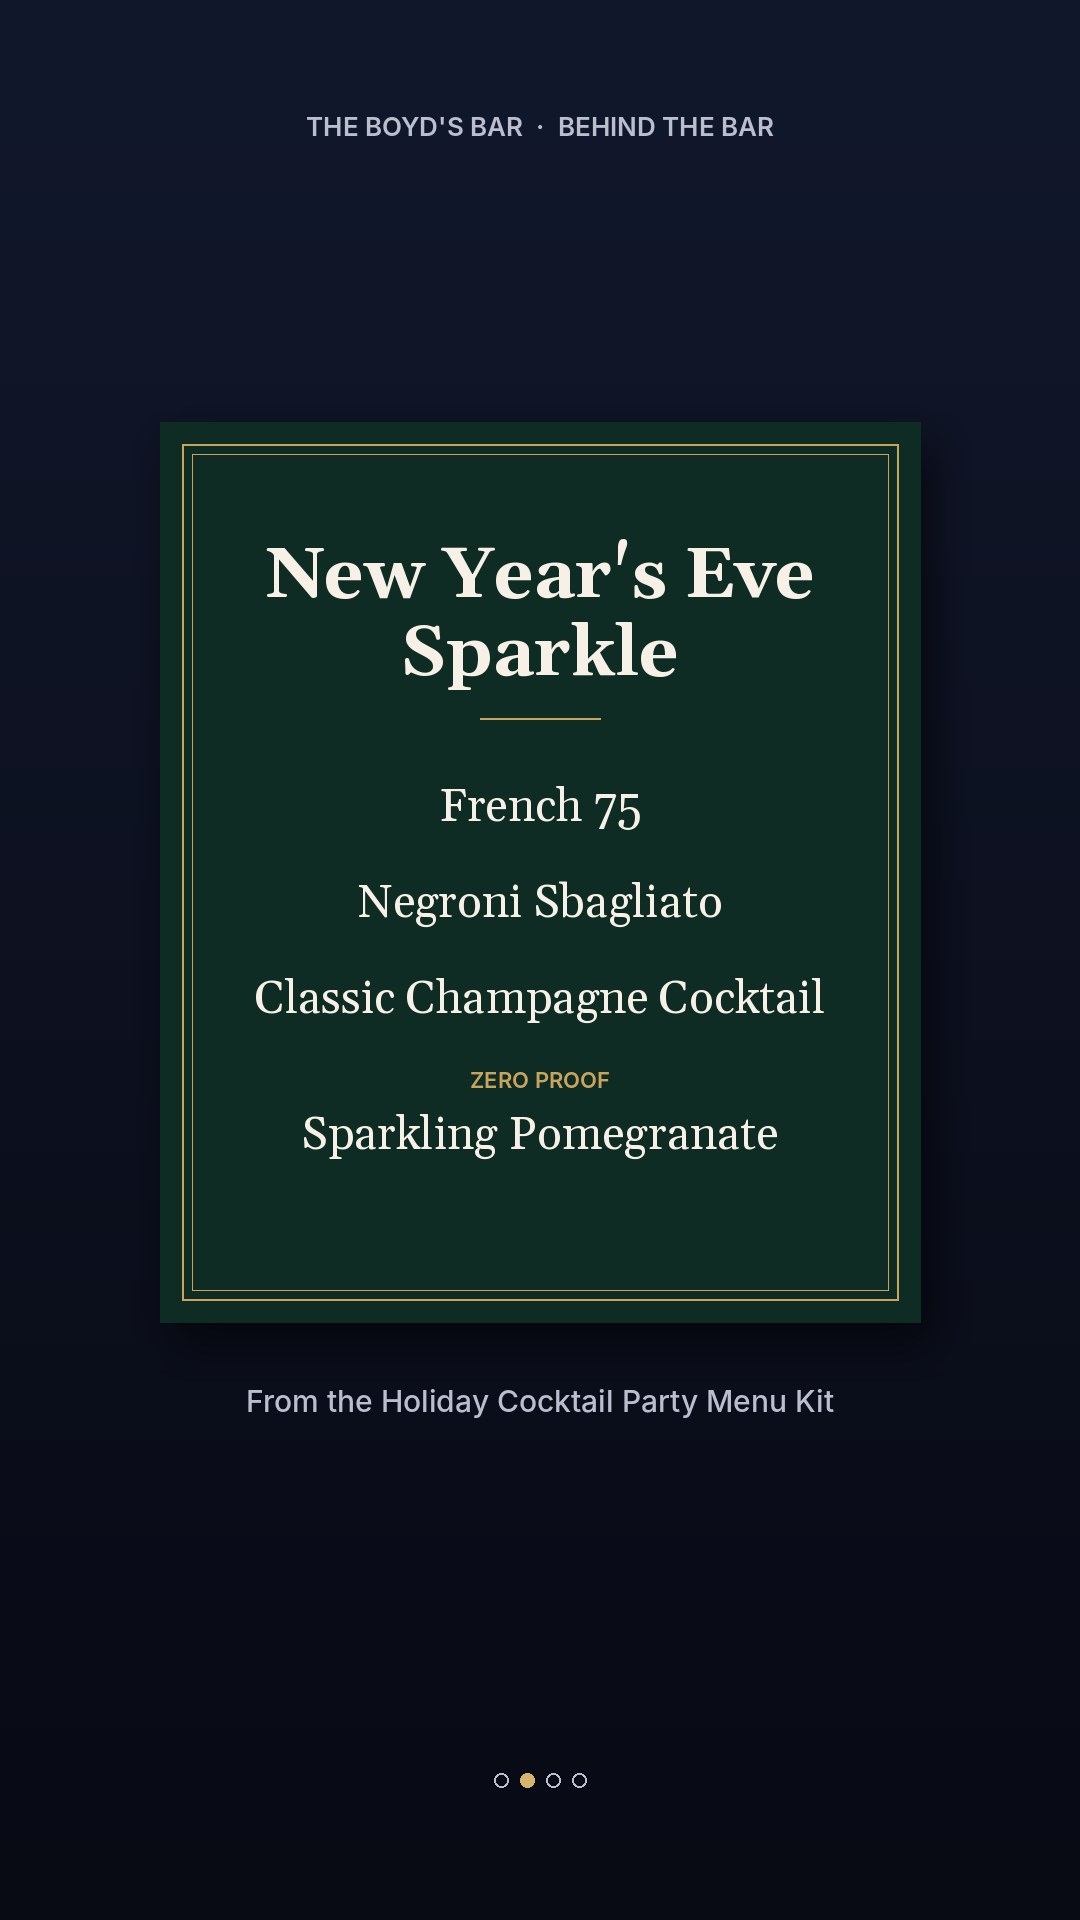 THE BOYD'S BAR · BEHIND THE BAR
New Year's Eve
Sparkle
French 75
Negroni Sbagliato
Classic Champagne Cocktail
ZERO PROOF
Sparkling Pomegranate
From the Holiday Cocktail Party Menu Kit